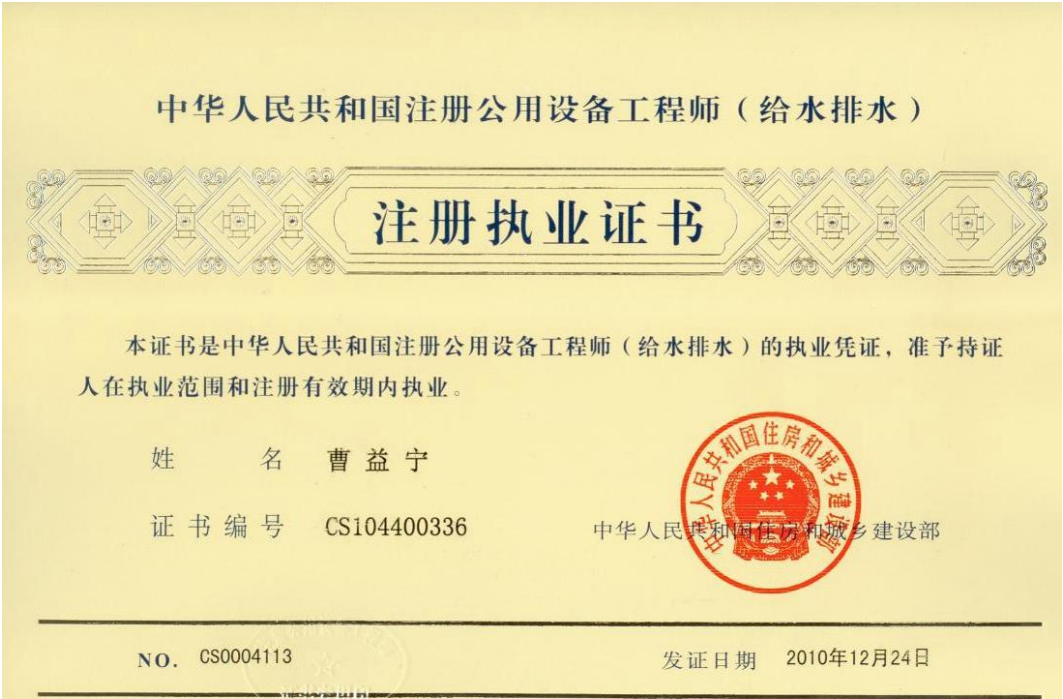 中华人民共和国注册公用设备工程师（给水排水）
注册执业证书
本证书是中华人民共和国注册公用设备工程师（给水排水）的执业凭证，准予持证
人在执业范围和注册有效期内执业。
姓 名 曹益宁
证书编号 CS104400336
中华人民共和国住房和城乡建设部
中华人民共和国住房和城乡建设部
NO. CS0004113
发证日期 2010年12月24日